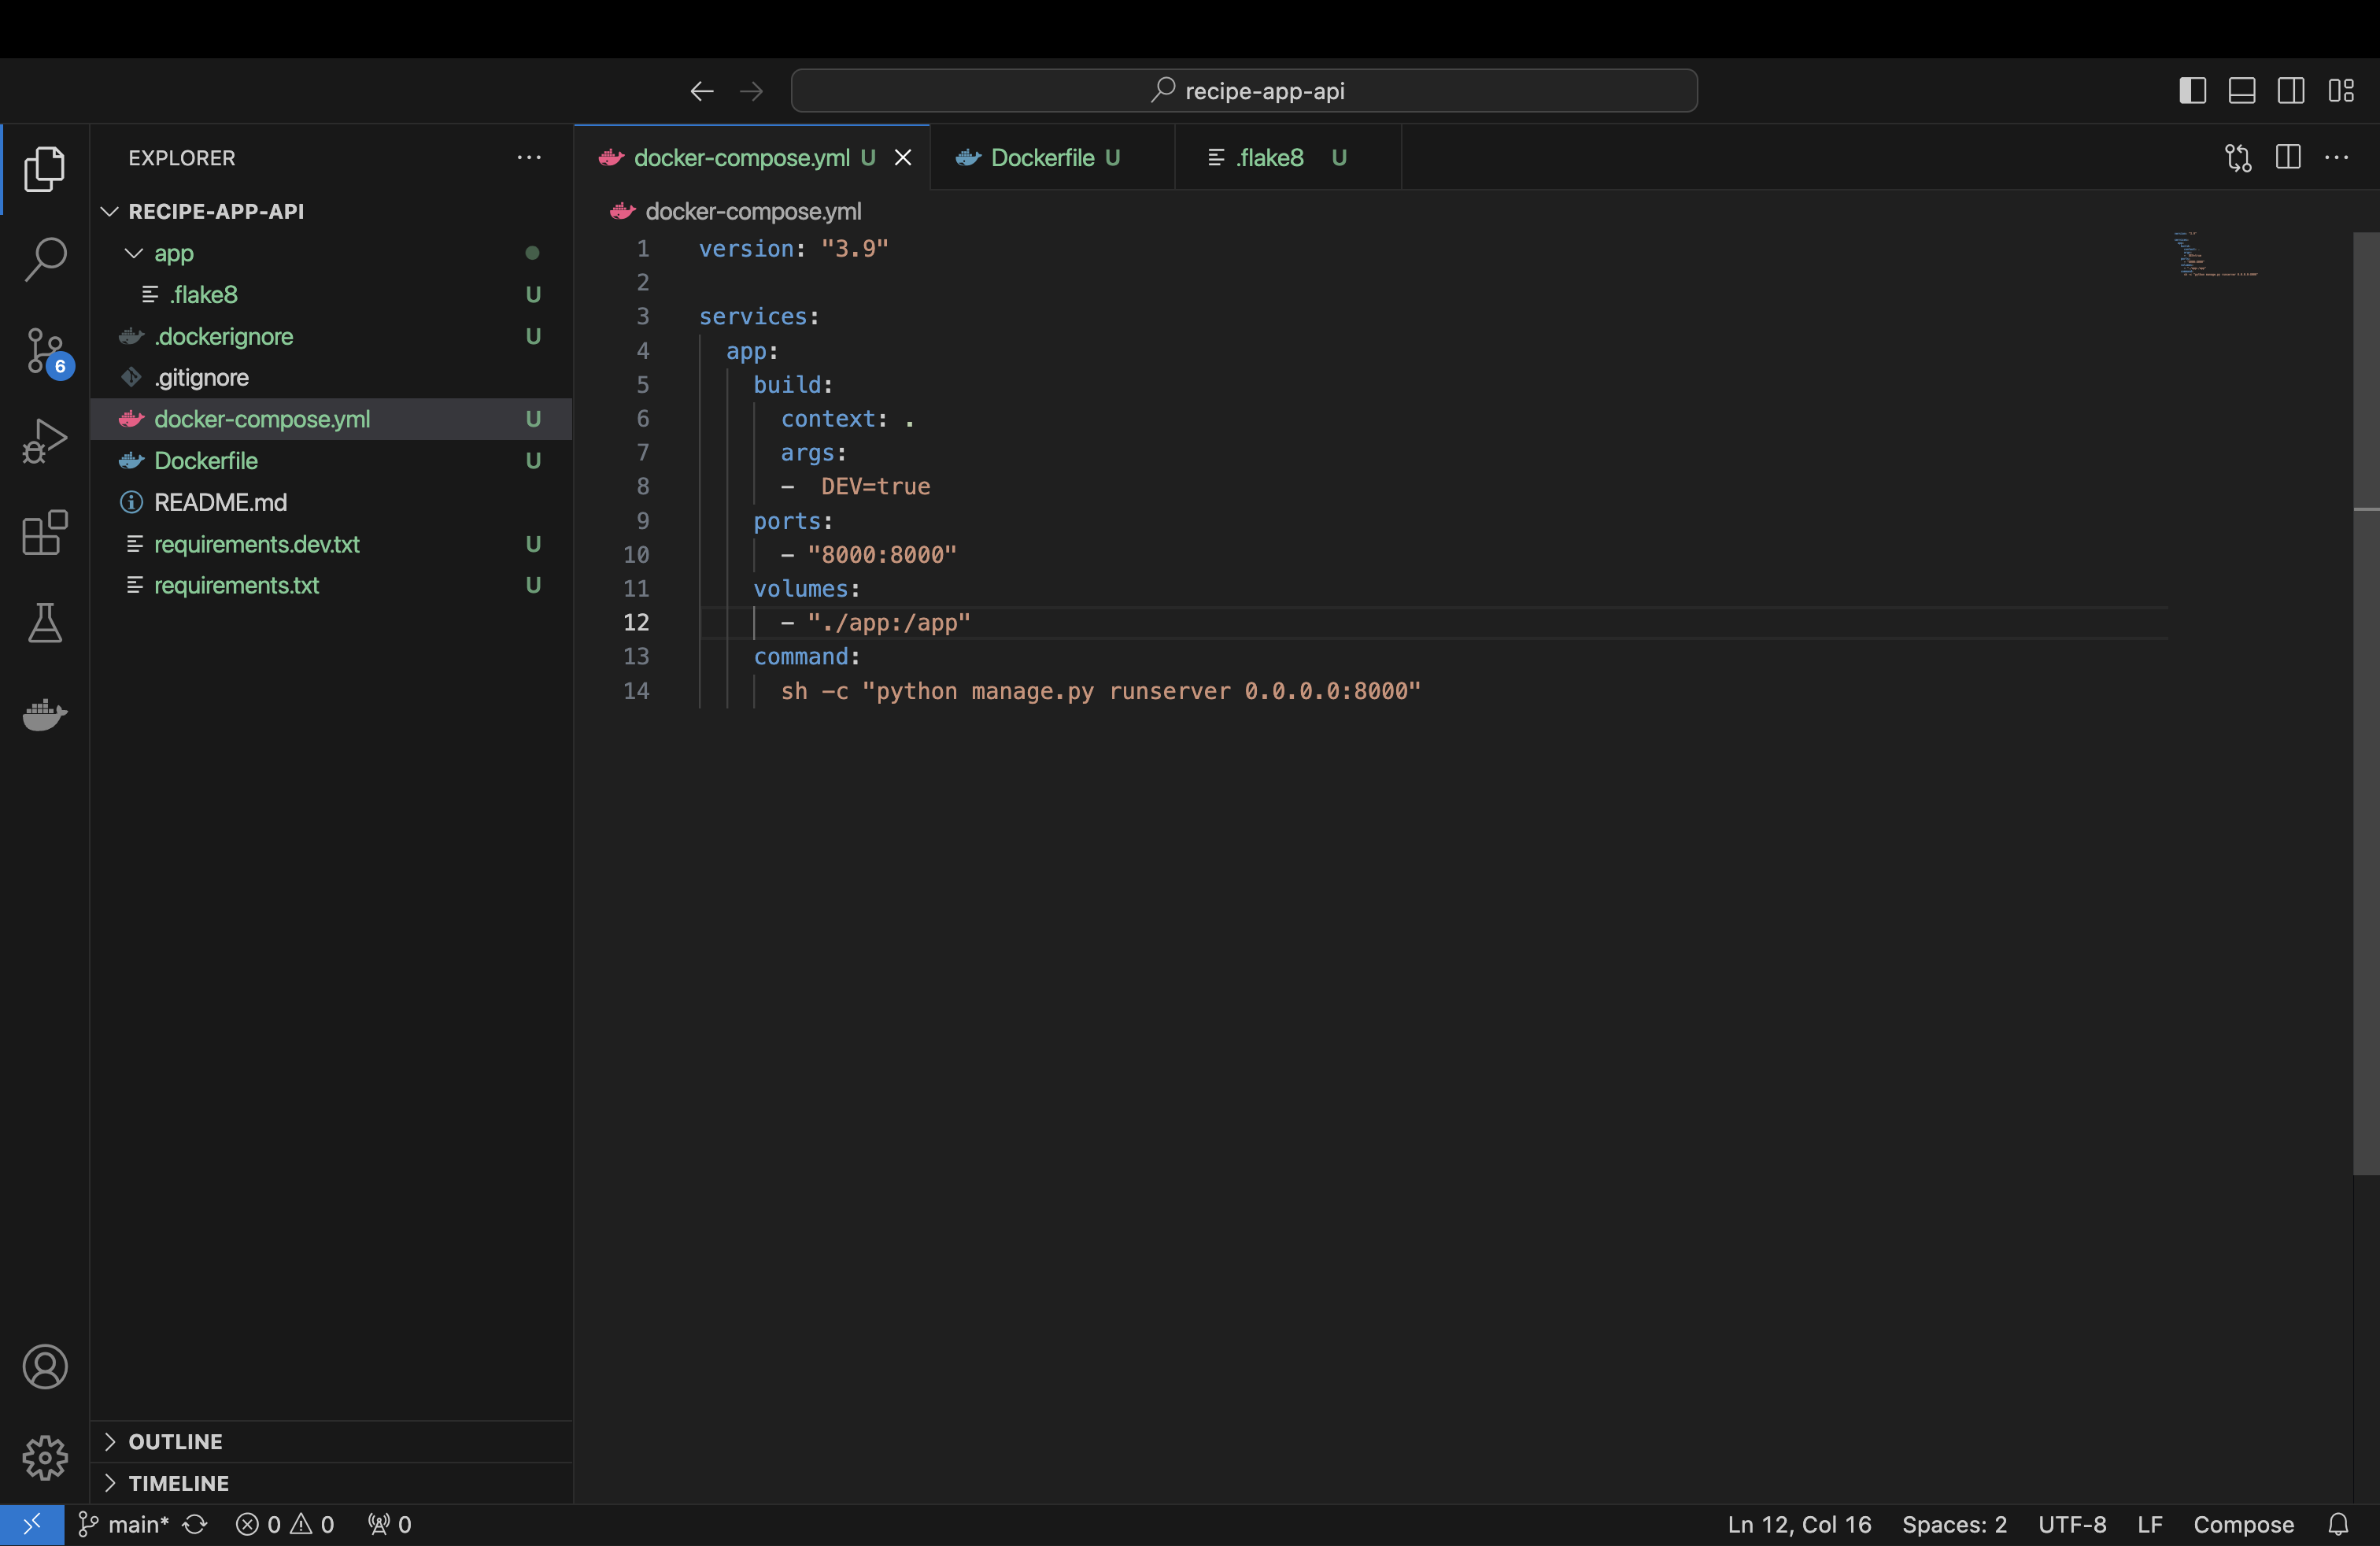 recipe-app-api
EXPLORER
RECIPE-APP-API
app
.flake8 U
.dockerignore U
.gitignore
docker-compose.yml U
Dockerfile U
README.md
requirements.dev.txt U
requirements.txt U
6
OUTLINE
TIMELINE
docker-compose.yml U
Dockerfile U
.flake8 U
docker-compose.yml
1 version: "3.9"
2
3 services:
4 app:
5 build:
6 context: .
7 args:
8 - DEV=true
9 ports:
10 - "8000:8000"
11 volumes:
12 - "./app:/app"
13 command:
14 sh -c "python manage.py runserver 0.0.0.0:8000"
main* 0 0 0 Ln 12, Col 16 Spaces: 2 UTF-8 LF Compose